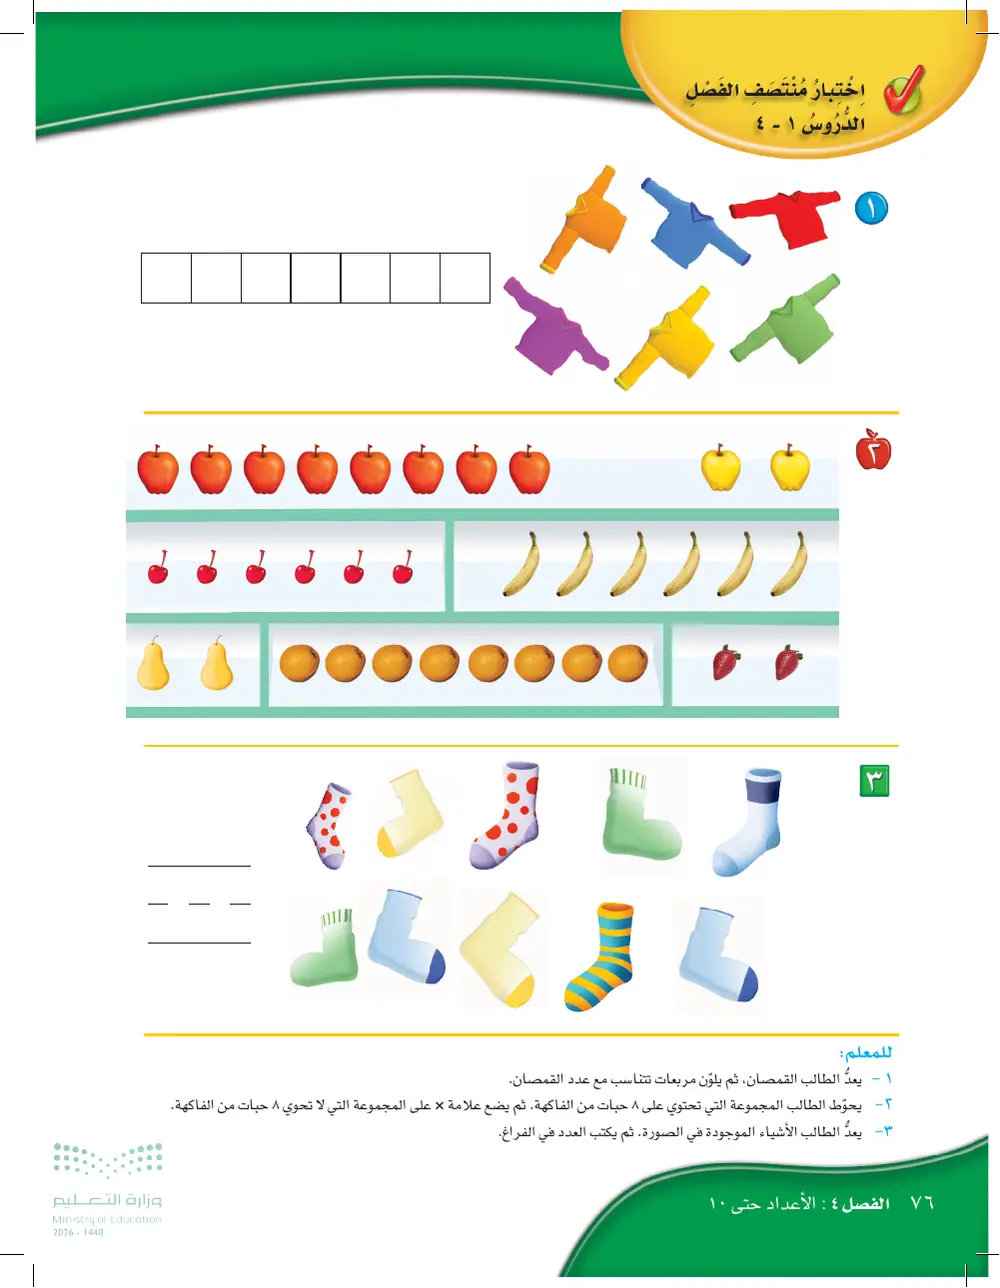 اِخْتِبارُ مُنْتَصَفِ الفَصْلِ
الدُّرُوسُ ١ - ٤
١
٢
٣
للمعلم:
١ - يعدُّ الطالب القمصان، ثم يلوّن مربعات تتناسب مع عدد القمصان.
٢- يحوّط الطالب المجموعة التي تحتوي على ٨ حبات من الفاكهة. ثم يضع علامة × على المجموعة التي لا تحوي ٨ حبات من الفاكهة.
٣- يعدُّ الطالب الأشياء الموجودة في الصورة. ثم يكتب العدد في الفراغ.
٧٦ الفصل ٤ : الأعداد حتى ١٠
وزارة التعليم
Ministry of Education
2026 - 1448